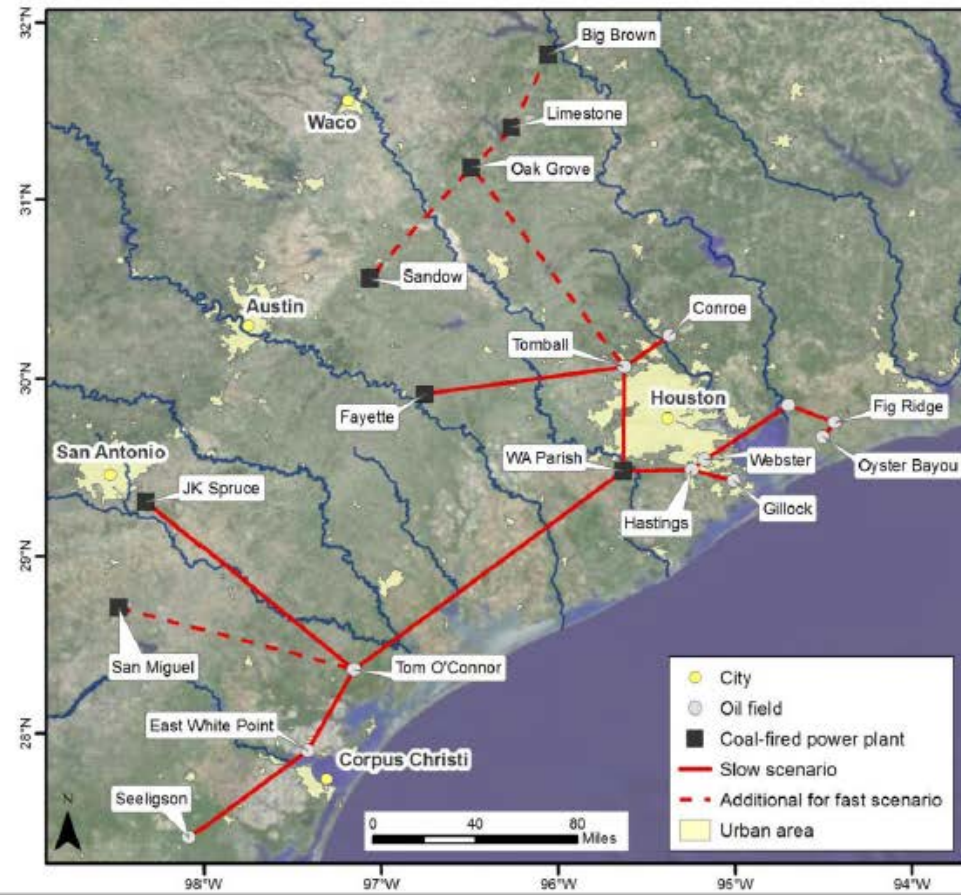 32°N
31°N
30°N
29°N
28°N
Big Brown
Waco
Limestone
Oak Grove
Sandow
Austin
Conroe
Tomball
Houston
Fayette
Fig Ridge
San Antonio
WA Parish
Webster
Oyster Bayou
JK Spruce
Hastings
Gillock
San Miguel
Tom O'Connor
East White Point
Corpus Christi
Seeligson
City
Oil field
Coal-fired power plant
Slow scenario
Additional for fast scenario
Urban area
N
0 40 80
Miles
98°W 97°W 96°W 95°W 94°W